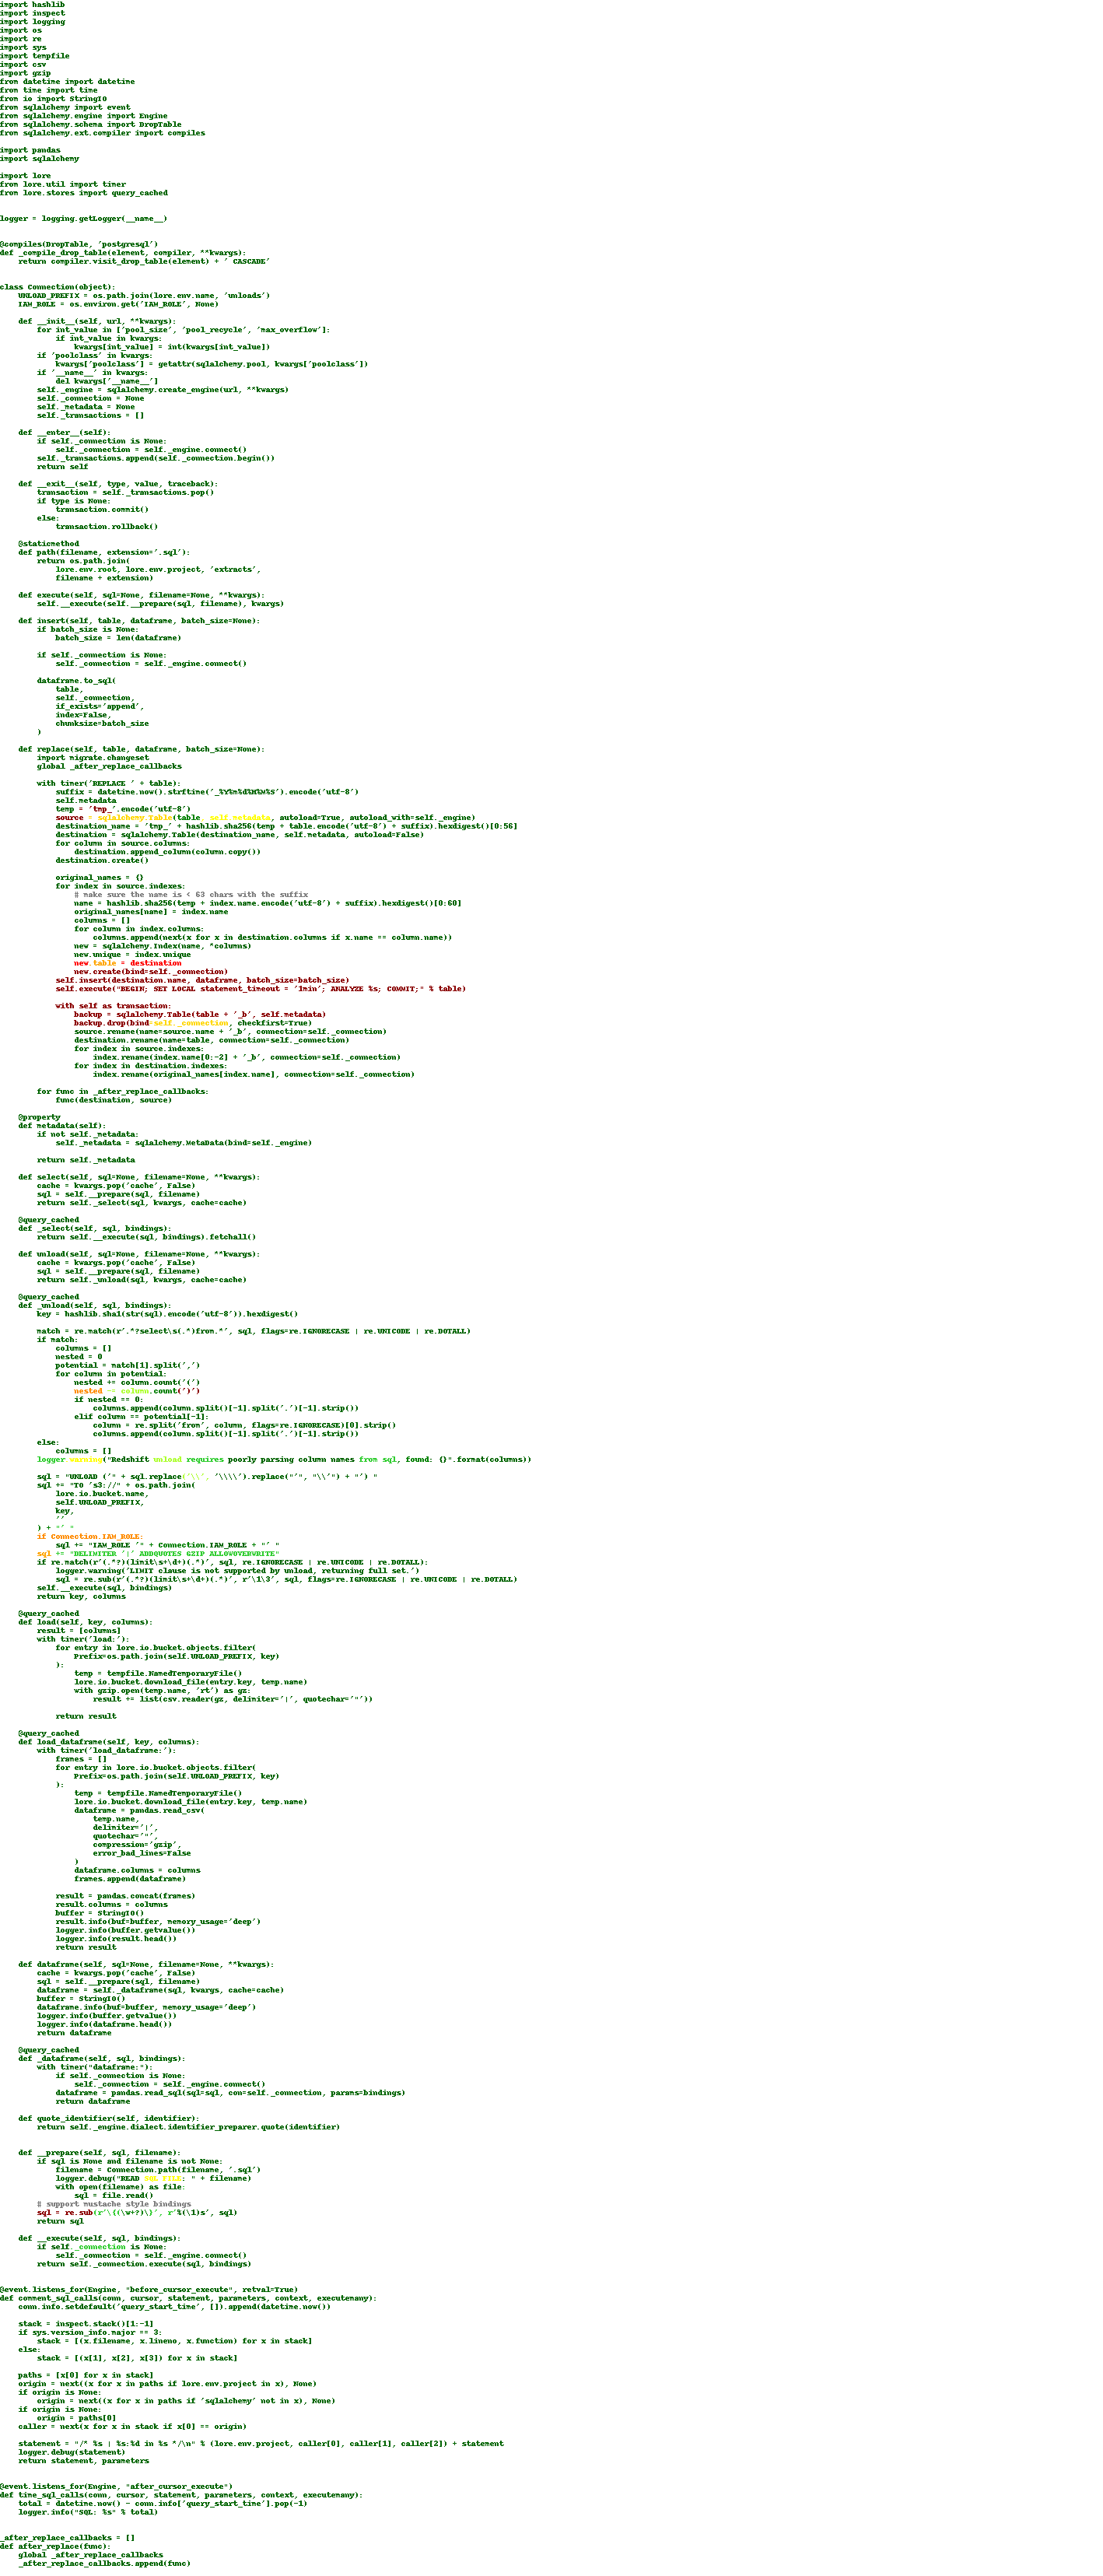 import hashlib
import inspect
import logging
import os
import re
import sys
import tempfile
import csv
import gzip
from datetime import datetime
from time import time
from io import StringIO
from sqlalchemy import event
from sqlalchemy.engine import Engine
from sqlalchemy.schema import DropTable
from sqlalchemy.ext.compiler import compiles

import pandas
import sqlalchemy

import lore
from lore.util import timer
from lore.stores import query_cached


logger = logging.getLogger(__name__)


@compiles(DropTable, 'postgresql')
def _compile_drop_table(element, compiler, **kwargs):
    return compiler.visit_drop_table(element) + ' CASCADE'


class Connection(object):
    UNLOAD_PREFIX = os.path.join(lore.env.name, 'unloads')
    IAM_ROLE = os.environ.get('IAM_ROLE', None)

    def __init__(self, url, **kwargs):
        for int_value in ['pool_size', 'pool_recycle', 'max_overflow']:
            if int_value in kwargs:
                kwargs[int_value] = int(kwargs[int_value])
        if 'poolclass' in kwargs:
            kwargs['poolclass'] = getattr(sqlalchemy.pool, kwargs['poolclass'])
        if '__name__' in kwargs:
            del kwargs['__name__']
        self._engine = sqlalchemy.create_engine(url, **kwargs)
        self._connection = None
        self._metadata = None
        self._transactions = []

    def __enter__(self):
        if self._connection is None:
            self._connection = self._engine.connect()
        self._transactions.append(self._connection.begin())
        return self

    def __exit__(self, type, value, traceback):
        transaction = self._transactions.pop()
        if type is None:
            transaction.commit()
        else:
            transaction.rollback()

    @staticmethod
    def path(filename, extension='.sql'):
        return os.path.join(
            lore.env.root, lore.env.project, 'extracts',
            filename + extension)

    def execute(self, sql=None, filename=None, **kwargs):
        self.__execute(self.__prepare(sql, filename), kwargs)

    def insert(self, table, dataframe, batch_size=None):
        if batch_size is None:
            batch_size = len(dataframe)

        if self._connection is None:
            self._connection = self._engine.connect()

        dataframe.to_sql(
            table,
            self._connection,
            if_exists='append',
            index=False,
            chunksize=batch_size
        )

    def replace(self, table, dataframe, batch_size=None):
        import migrate.changeset
        global _after_replace_callbacks

        with timer('REPLACE ' + table):
            suffix = datetime.now().strftime('_%Y%m%d%H%M%S').encode('utf-8')
            self.metadata
            temp = 'tmp_'.encode('utf-8')
            source = sqlalchemy.Table(table, self.metadata, autoload=True, autoload_with=self._engine)
            destination_name = 'tmp_' + hashlib.sha256(temp + table.encode('utf-8') + suffix).hexdigest()[0:56]
            destination = sqlalchemy.Table(destination_name, self.metadata, autoload=False)
            for column in source.columns:
                destination.append_column(column.copy())
            destination.create()

            original_names = {}
            for index in source.indexes:
                # make sure the name is < 63 chars with the suffix
                name = hashlib.sha256(temp + index.name.encode('utf-8') + suffix).hexdigest()[0:60]
                original_names[name] = index.name
                columns = []
                for column in index.columns:
                    columns.append(next(x for x in destination.columns if x.name == column.name))
                new = sqlalchemy.Index(name, *columns)
                new.unique = index.unique
                new.table = destination
                new.create(bind=self._connection)
            self.insert(destination.name, dataframe, batch_size=batch_size)
            self.execute("BEGIN; SET LOCAL statement_timeout = '1min'; ANALYZE %s; COMMIT;" % table)

            with self as transaction:
                backup = sqlalchemy.Table(table + '_b', self.metadata)
                backup.drop(bind=self._connection, checkfirst=True)
                source.rename(name=source.name + '_b', connection=self._connection)
                destination.rename(name=table, connection=self._connection)
                for index in source.indexes:
                    index.rename(index.name[0:-2] + '_b', connection=self._connection)
                for index in destination.indexes:
                    index.rename(original_names[index.name], connection=self._connection)

        for func in _after_replace_callbacks:
            func(destination, source)

    @property
    def metadata(self):
        if not self._metadata:
            self._metadata = sqlalchemy.MetaData(bind=self._engine)

        return self._metadata

    def select(self, sql=None, filename=None, **kwargs):
        cache = kwargs.pop('cache', False)
        sql = self.__prepare(sql, filename)
        return self._select(sql, kwargs, cache=cache)

    @query_cached
    def _select(self, sql, bindings):
        return self.__execute(sql, bindings).fetchall()

    def unload(self, sql=None, filename=None, **kwargs):
        cache = kwargs.pop('cache', False)
        sql = self.__prepare(sql, filename)
        return self._unload(sql, kwargs, cache=cache)

    @query_cached
    def _unload(self, sql, bindings):
        key = hashlib.sha1(str(sql).encode('utf-8')).hexdigest()

        match = re.match(r'.*?select\s(.*)from.*', sql, flags=re.IGNORECASE | re.UNICODE | re.DOTALL)
        if match:
            columns = []
            nested = 0
            potential = match[1].split(',')
            for column in potential:
                nested += column.count('(')
                nested -= column.count(')')
                if nested == 0:
                    columns.append(column.split()[-1].split('.')[-1].strip())
                elif column == potential[-1]:
                    column = re.split('from', column, flags=re.IGNORECASE)[0].strip()
                    columns.append(column.split()[-1].split('.')[-1].strip())
        else:
            columns = []
        logger.warning("Redshift unload requires poorly parsing column names from sql, found: {}".format(columns))

        sql = "UNLOAD ('" + sql.replace('\\', '\\\\').replace("'", "\\'") + "') "
        sql += "TO 's3://" + os.path.join(
            lore.io.bucket.name,
            self.UNLOAD_PREFIX,
            key,
            ''
        ) + "' "
        if Connection.IAM_ROLE:
            sql += "IAM_ROLE '" + Connection.IAM_ROLE + "' "
        sql += "DELIMITER '|' ADDQUOTES GZIP ALLOWOVERWRITE"
        if re.match(r'(.*?)(limit\s+\d+)(.*)', sql, re.IGNORECASE | re.UNICODE | re.DOTALL):
            logger.warning('LIMIT clause is not supported by unload, returning full set.')
            sql = re.sub(r'(.*?)(limit\s+\d+)(.*)', r'\1\3', sql, flags=re.IGNORECASE | re.UNICODE | re.DOTALL)
        self.__execute(sql, bindings)
        return key, columns

    @query_cached
    def load(self, key, columns):
        result = [columns]
        with timer('load:'):
            for entry in lore.io.bucket.objects.filter(
                Prefix=os.path.join(self.UNLOAD_PREFIX, key)
            ):
                temp = tempfile.NamedTemporaryFile()
                lore.io.bucket.download_file(entry.key, temp.name)
                with gzip.open(temp.name, 'rt') as gz:
                    result += list(csv.reader(gz, delimiter='|', quotechar='"'))

            return result

    @query_cached
    def load_dataframe(self, key, columns):
        with timer('load_dataframe:'):
            frames = []
            for entry in lore.io.bucket.objects.filter(
                Prefix=os.path.join(self.UNLOAD_PREFIX, key)
            ):
                temp = tempfile.NamedTemporaryFile()
                lore.io.bucket.download_file(entry.key, temp.name)
                dataframe = pandas.read_csv(
                    temp.name,
                    delimiter='|',
                    quotechar='"',
                    compression='gzip',
                    error_bad_lines=False
                )
                dataframe.columns = columns
                frames.append(dataframe)

            result = pandas.concat(frames)
            result.columns = columns
            buffer = StringIO()
            result.info(buf=buffer, memory_usage='deep')
            logger.info(buffer.getvalue())
            logger.info(result.head())
            return result

    def dataframe(self, sql=None, filename=None, **kwargs):
        cache = kwargs.pop('cache', False)
        sql = self.__prepare(sql, filename)
        dataframe = self._dataframe(sql, kwargs, cache=cache)
        buffer = StringIO()
        dataframe.info(buf=buffer, memory_usage='deep')
        logger.info(buffer.getvalue())
        logger.info(dataframe.head())
        return dataframe

    @query_cached
    def _dataframe(self, sql, bindings):
        with timer("dataframe:"):
            if self._connection is None:
                self._connection = self._engine.connect()
            dataframe = pandas.read_sql(sql=sql, con=self._connection, params=bindings)
            return dataframe

    def quote_identifier(self, identifier):
        return self._engine.dialect.identifier_preparer.quote(identifier)


    def __prepare(self, sql, filename):
        if sql is None and filename is not None:
            filename = Connection.path(filename, '.sql')
            logger.debug("READ SQL FILE: " + filename)
            with open(filename) as file:
                sql = file.read()
        # support mustache style bindings
        sql = re.sub(r'\{(\w+?)\}', r'%(\1)s', sql)
        return sql

    def __execute(self, sql, bindings):
        if self._connection is None:
            self._connection = self._engine.connect()
        return self._connection.execute(sql, bindings)


@event.listens_for(Engine, "before_cursor_execute", retval=True)
def comment_sql_calls(conn, cursor, statement, parameters, context, executemany):
    conn.info.setdefault('query_start_time', []).append(datetime.now())

    stack = inspect.stack()[1:-1]
    if sys.version_info.major == 3:
        stack = [(x.filename, x.lineno, x.function) for x in stack]
    else:
        stack = [(x[1], x[2], x[3]) for x in stack]

    paths = [x[0] for x in stack]
    origin = next((x for x in paths if lore.env.project in x), None)
    if origin is None:
        origin = next((x for x in paths if 'sqlalchemy' not in x), None)
    if origin is None:
        origin = paths[0]
    caller = next(x for x in stack if x[0] == origin)

    statement = "/* %s | %s:%d in %s */\n" % (lore.env.project, caller[0], caller[1], caller[2]) + statement
    logger.debug(statement)
    return statement, parameters


@event.listens_for(Engine, "after_cursor_execute")
def time_sql_calls(conn, cursor, statement, parameters, context, executemany):
    total = datetime.now() - conn.info['query_start_time'].pop(-1)
    logger.info("SQL: %s" % total)


_after_replace_callbacks = []
def after_replace(func):
    global _after_replace_callbacks
    _after_replace_callbacks.append(func)